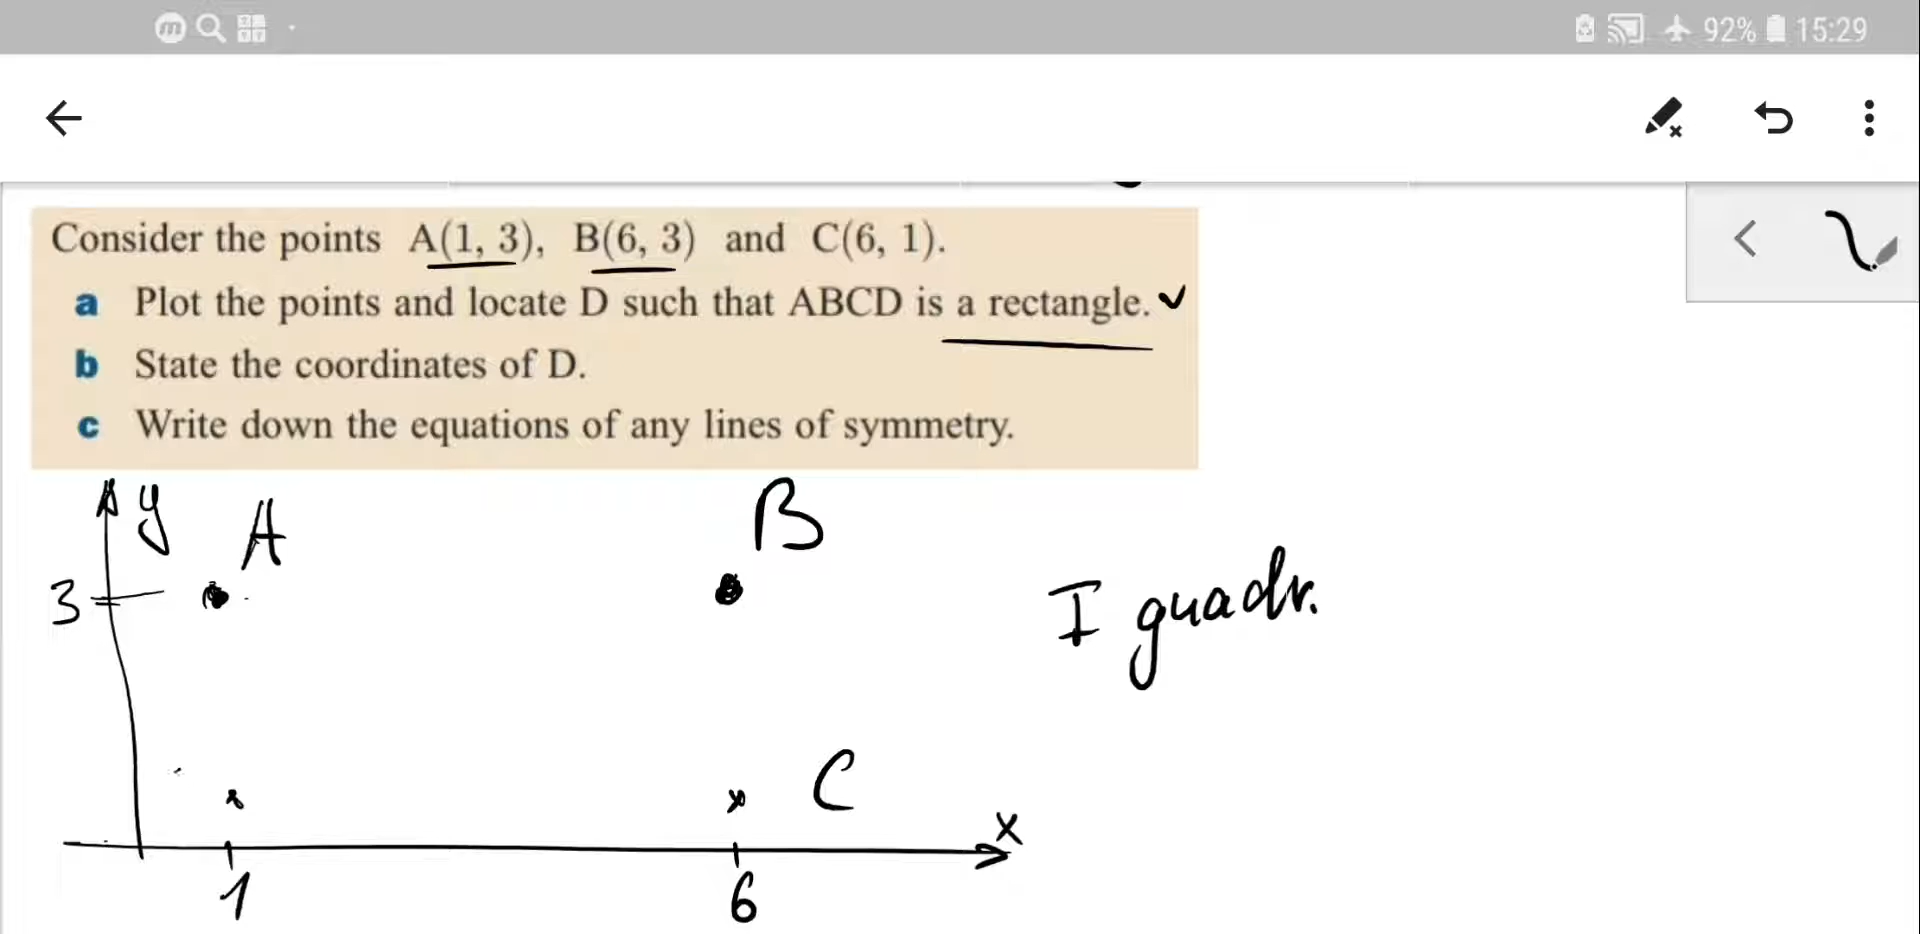 92% 15:29
Consider the points A(1, 3), B(6, 3) and C(6, 1).
a Plot the points and locate D such that ABCD is a rectangle.
b State the coordinates of D.
c Write down the equations of any lines of symmetry.
y A B
3
I quadr.
C
x
1 6